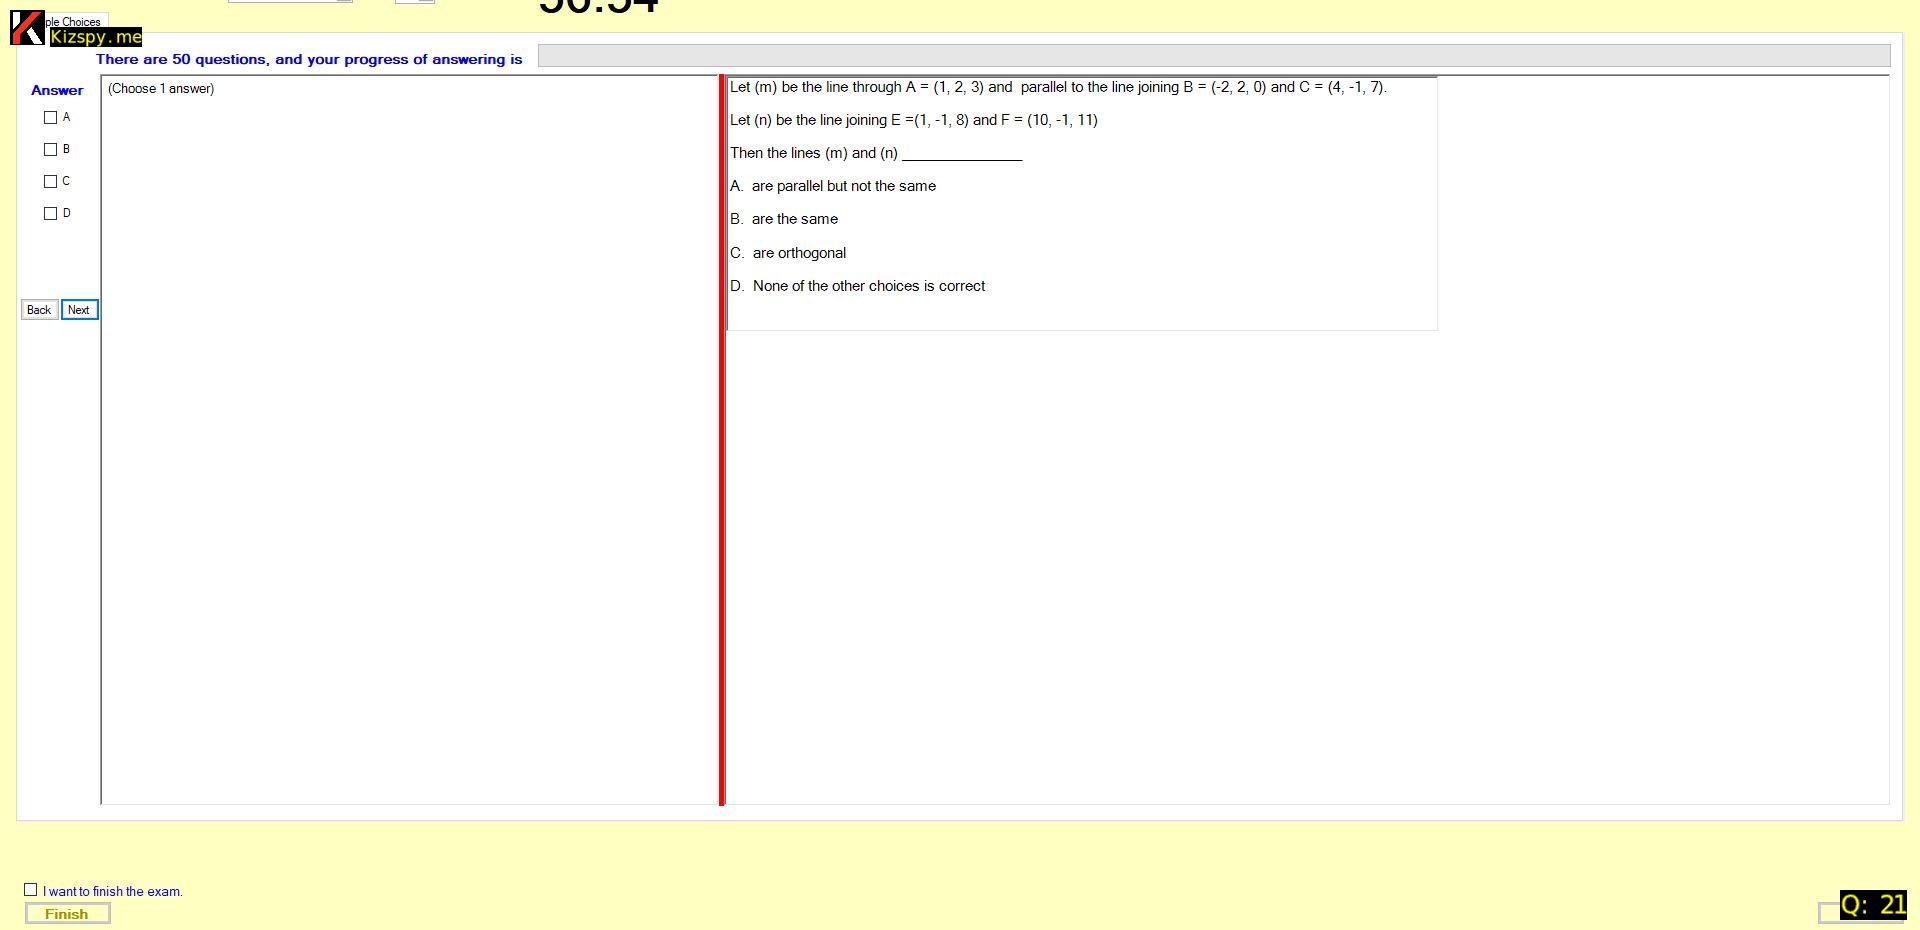 ple Choices
Kizspy.me
There are 50 questions, and your progress of answering is
Answer
(Choose 1 answer)
A
B
C
D
Back
Next
Let (m) be the line through A = (1, 2, 3) and  parallel to the line joining B = (-2, 2, 0) and C = (4, -1, 7).
Let (n) be the line joining E =(1, -1, 8) and F = (10, -1, 11)
Then the lines (m) and (n) _______________
A.  are parallel but not the same
B.  are the same
C.  are orthogonal
D.  None of the other choices is correct
I want to finish the exam.
Finish
Q: 21